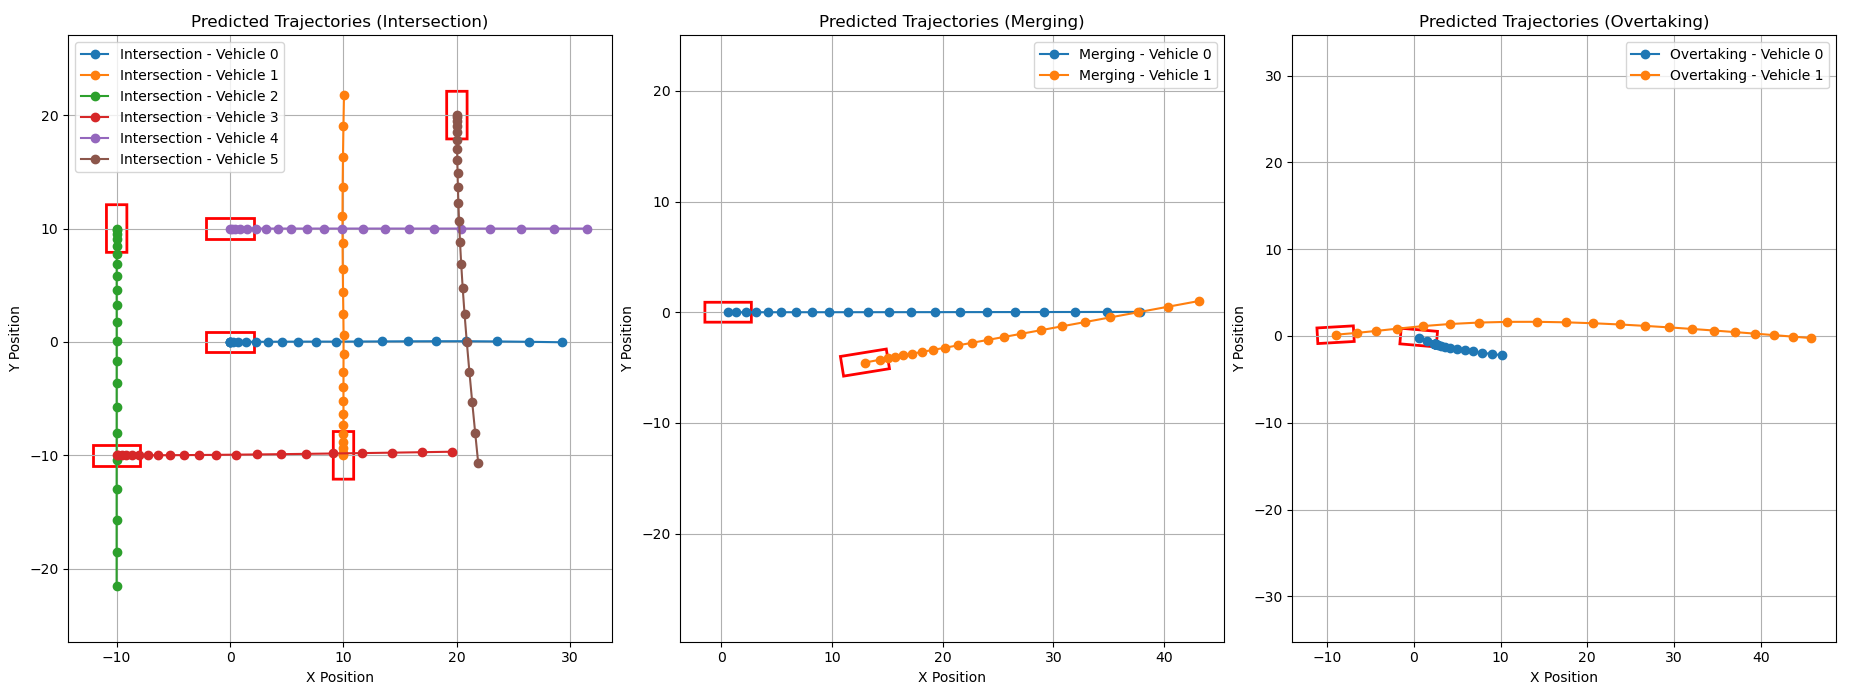 Predicted Trajectories (Intersection)
Intersection - Vehicle 0
Intersection - Vehicle 1
Intersection - Vehicle 2
Intersection - Vehicle 3
Intersection - Vehicle 4
Intersection - Vehicle 5
20
10
0
−10
−20
Y Position
−10 0 10 20 30
X Position
Predicted Trajectories (Merging)
Merging - Vehicle 0
Merging - Vehicle 1
20
10
0
−10
−20
Y Position
0 10 20 30 40
X Position
Predicted Trajectories (Overtaking)
Overtaking - Vehicle 0
Overtaking - Vehicle 1
30
20
10
0
−10
−20
−30
Y Position
−10 0 10 20 30 40
X Position